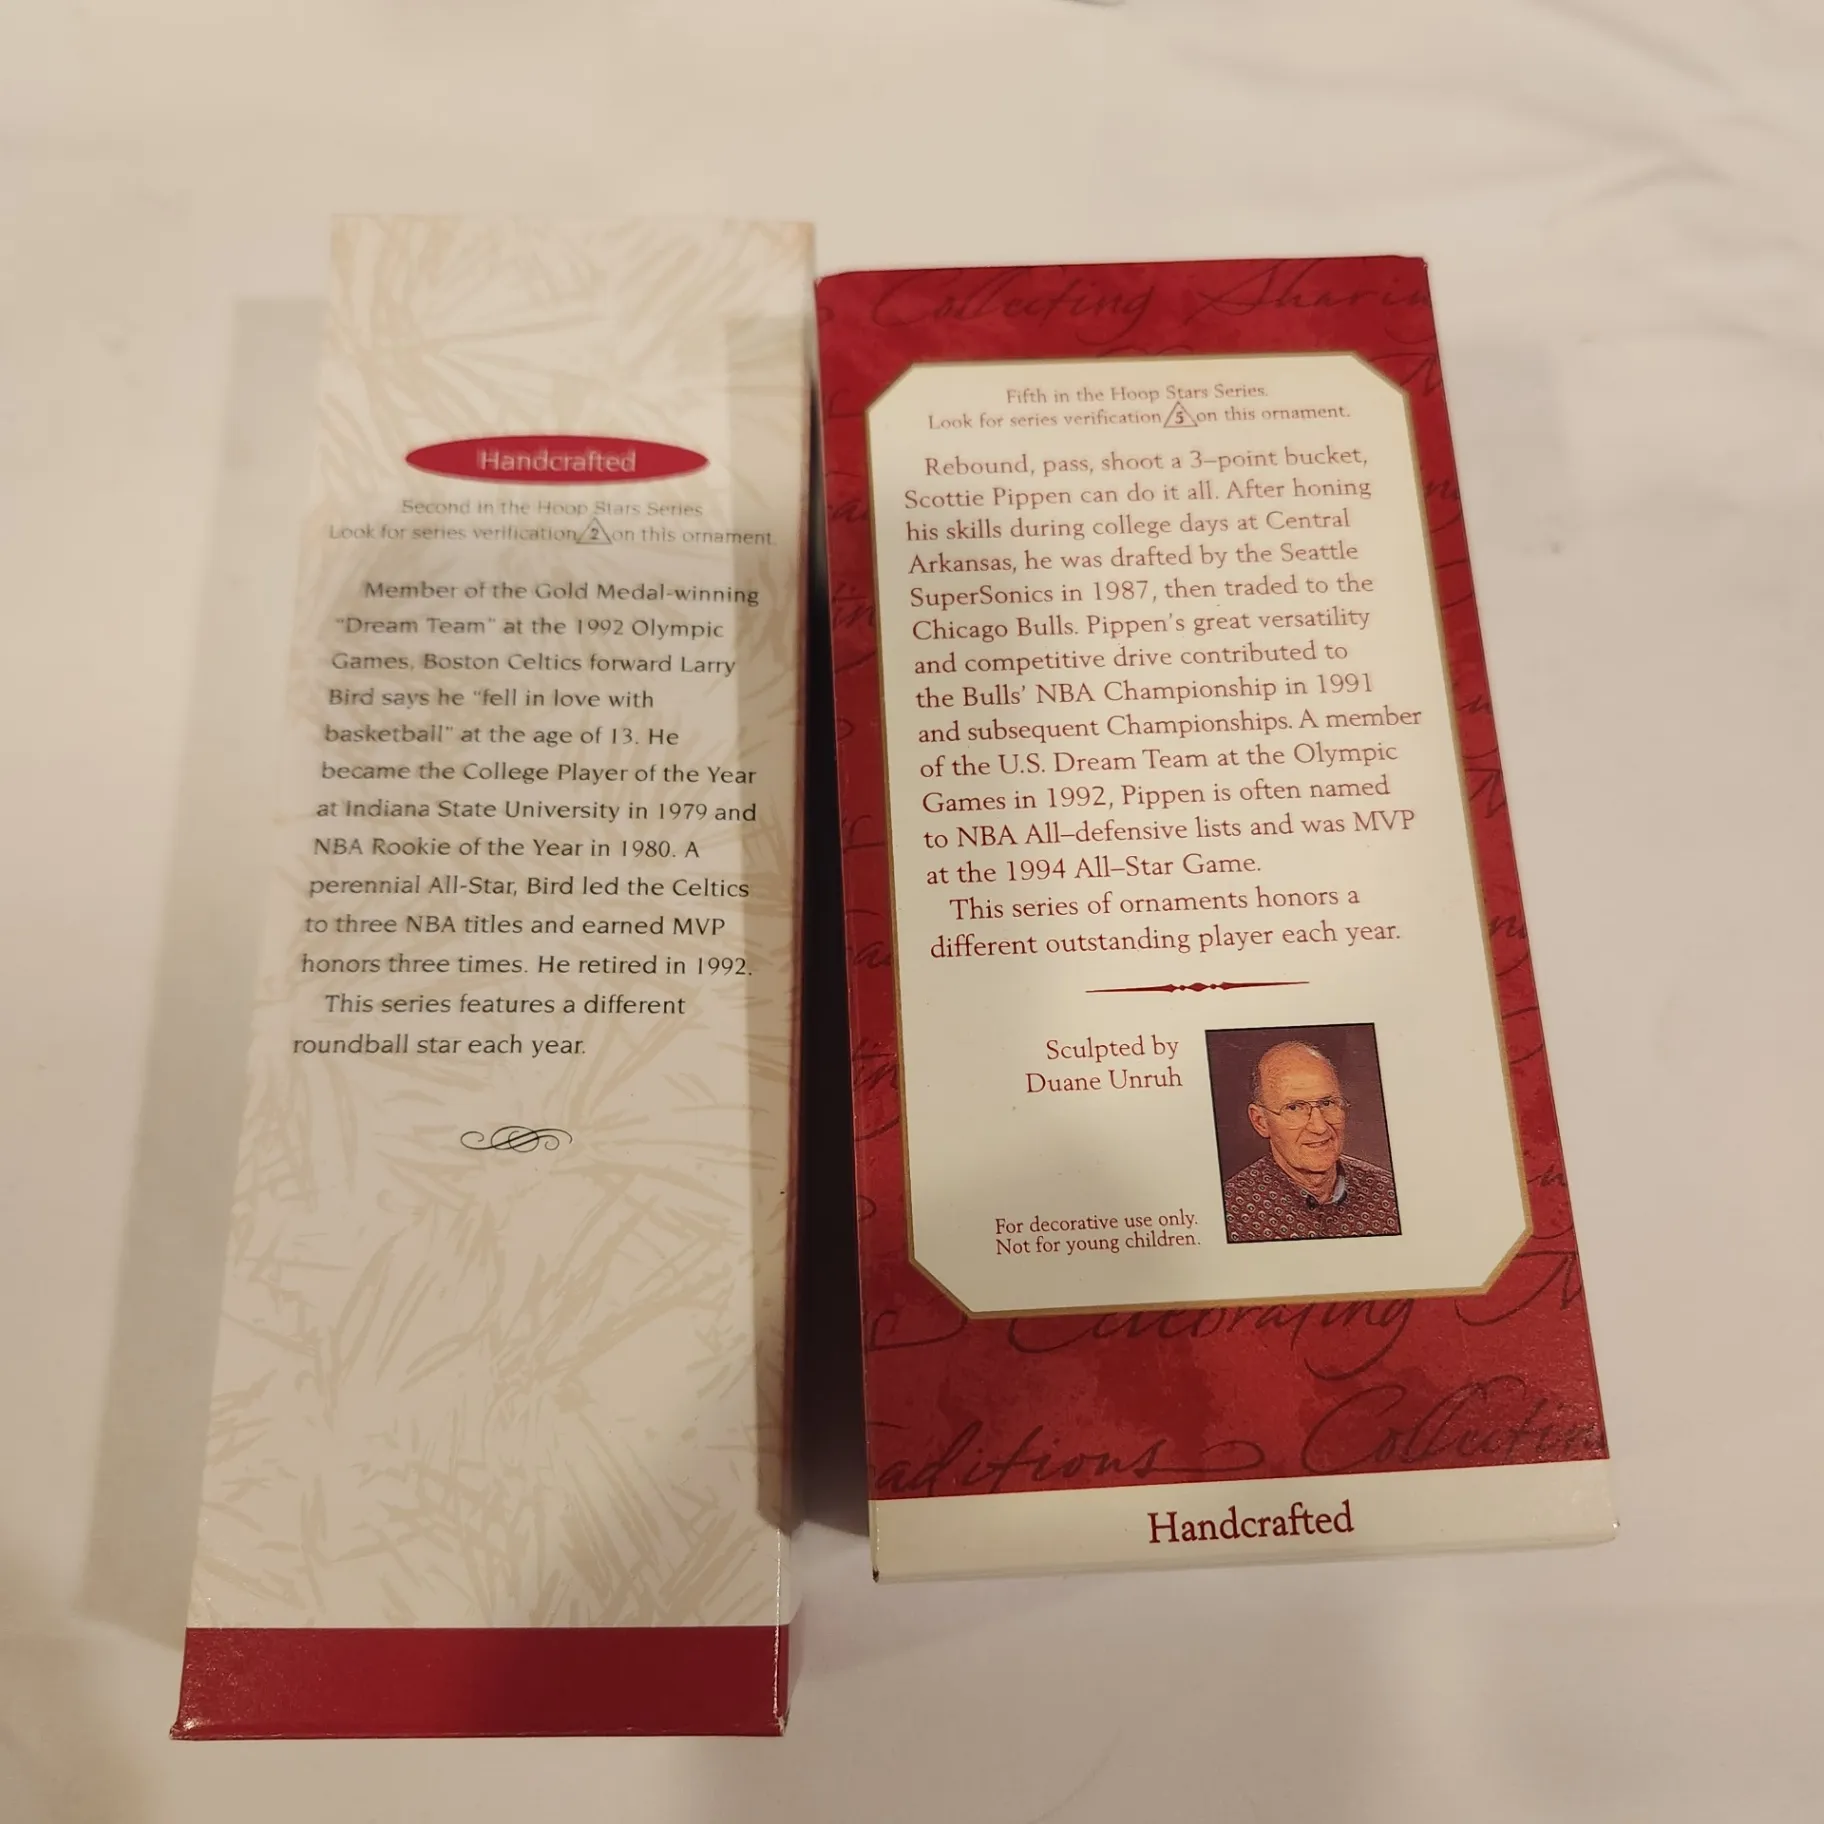 Handcrafted
Second in the Hoop Stars Series
Look for series verification 2 on this ornament.
Member of the Gold Medal-winning
"Dream Team" at the 1992 Olympic
Games, Boston Celtics forward Larry
Bird says he "fell in love with
basketball" at the age of 13. He
became the College Player of the Year
at Indiana State University in 1979 and
NBA Rookie of the Year in 1980. A
perennial All-Star, Bird led the Celtics
to three NBA titles and earned MVP
honors three times. He retired in 1992.
This series features a different
roundball star each year.
Collecting Sharin
Fifth in the Hoop Stars Series.
Look for series verification 5 on this ornament.
Rebound, pass, shoot a 3–point bucket,
Scottie Pippen can do it all. After honing
his skills during college days at Central
Arkansas, he was drafted by the Seattle
SuperSonics in 1987, then traded to the
Chicago Bulls. Pippen's great versatility
and competitive drive contributed to
the Bulls' NBA Championship in 1991
and subsequent Championships. A member
of the U.S. Dream Team at the Olympic
Games in 1992, Pippen is often named
to NBA All–defensive lists and was MVP
at the 1994 All–Star Game.
This series of ornaments honors a
different outstanding player each year.
Sculpted by
Duane Unruh
For decorative use only.
Not for young children.
Decorating
aditions Collectin
Handcrafted